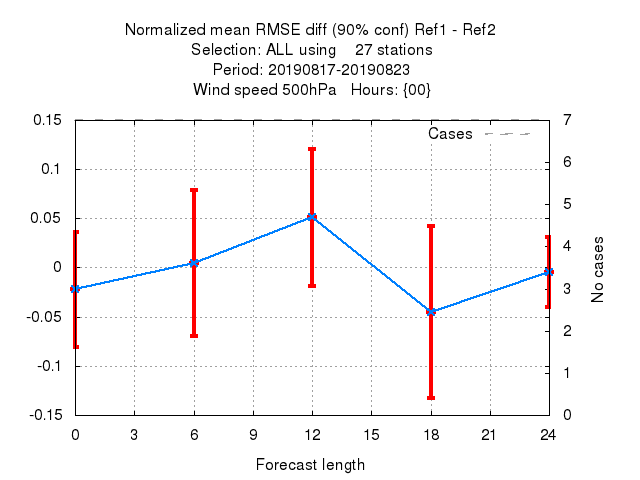 Normalized mean RMSE diff (90% conf) Ref1 - Ref2
Selection: ALL using    27 stations
Period: 20190817-20190823
Wind speed 500hPa   Hours: {00}
Cases
0.15
0.1
0.05
0
-0.05
-0.1
-0.15
7
6
5
4
3
2
1
0
No cases
0 3 6 9 12 15 18 21 24
Forecast length